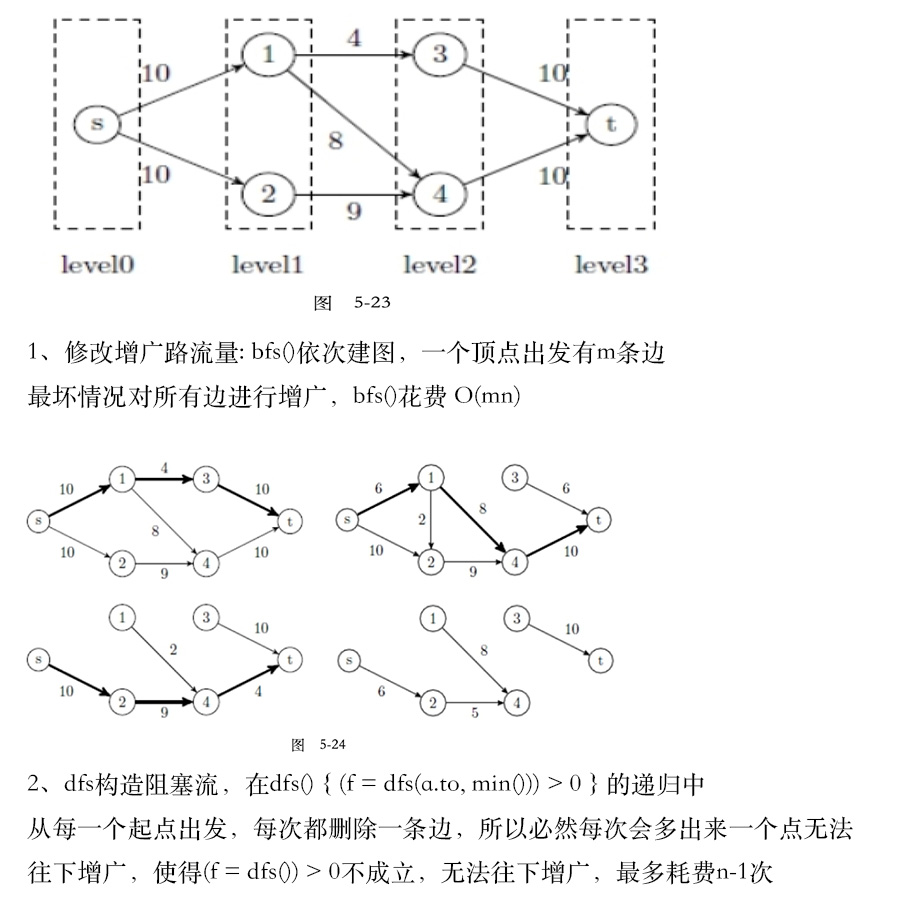 4
1
3
10
10
s
t
8
10
10
2
4
9
level0 level1 level2 level3
图 5-23
1、修改增广路流量: bfs()依次建图，一个顶点出发有m条边
最坏情况对所有边进行增广，bfs()花费 O(mn)
4
1
3
10
10
s
t
8
10
10
2
4
9
1
3
6
6
8
s
2
t
10
10
2
4
9
1
3
10
2
s
t
10
4
2
4
9
1
3
10
8
s
t
6
2
4
5
图 5-24
2、dfs构造阻塞流，在dfs() { (f = dfs(a.to, min())) > 0 } 的递归中
从每一个起点出发，每次都删除一条边，所以必然每次会多出来一个点无法
往下增广，使得(f = dfs()) > 0不成立，无法往下增广，最多耗费n-1次